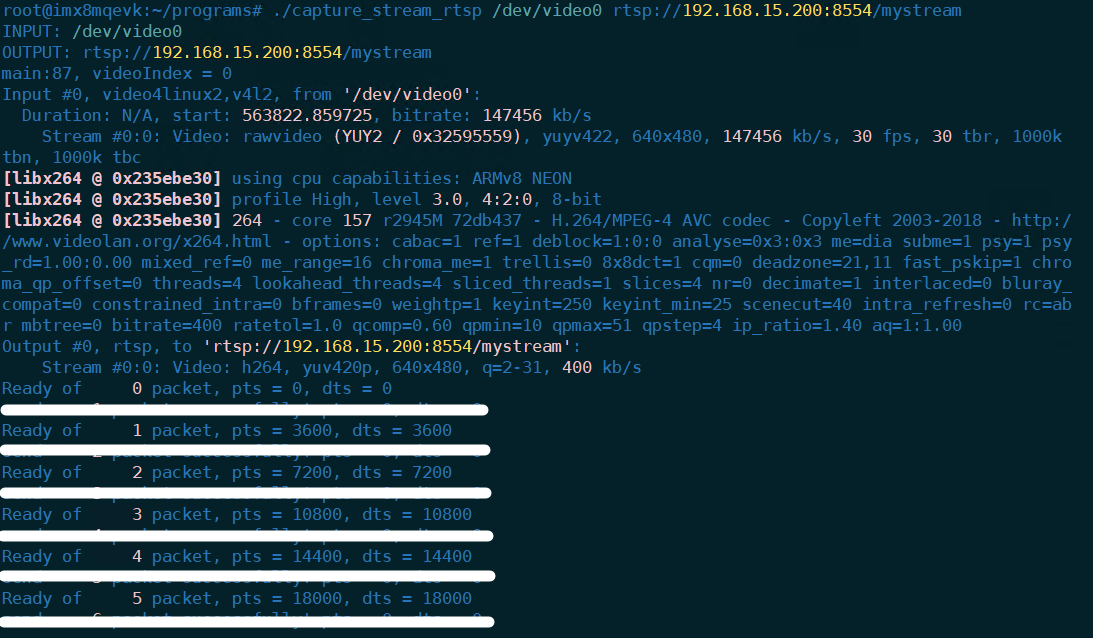 root@imx8mqevk:~/programs# ./capture_stream_rtsp /dev/video0 rtsp://192.168.15.200:8554/mystream
INPUT: /dev/video0
OUTPUT: rtsp://192.168.15.200:8554/mystream
main:87, videoIndex = 0
Input #0, video4linux2,v4l2, from '/dev/video0':
  Duration: N/A, start: 563822.859725, bitrate: 147456 kb/s
    Stream #0:0: Video: rawvideo (YUY2 / 0x32595559), yuyv422, 640x480, 147456 kb/s, 30 fps, 30 tbr, 1000k
tbn, 1000k tbc
[libx264 @ 0x235ebe30] using cpu capabilities: ARMv8 NEON
[libx264 @ 0x235ebe30] profile High, level 3.0, 4:2:0, 8-bit
[libx264 @ 0x235ebe30] 264 - core 157 r2945M 72db437 - H.264/MPEG-4 AVC codec - Copyleft 2003-2018 - http:/
/www.videolan.org/x264.html - options: cabac=1 ref=1 deblock=1:0:0 analyse=0x3:0x3 me=dia subme=1 psy=1 psy
_rd=1.00:0.00 mixed_ref=0 me_range=16 chroma_me=1 trellis=0 8x8dct=1 cqm=0 deadzone=21,11 fast_pskip=1 chro
ma_qp_offset=0 threads=4 lookahead_threads=4 sliced_threads=1 slices=4 nr=0 decimate=1 interlaced=0 bluray_
compat=0 constrained_intra=0 bframes=0 weightp=1 keyint=250 keyint_min=25 scenecut=40 intra_refresh=0 rc=ab
r mbtree=0 bitrate=400 ratetol=1.0 qcomp=0.60 qpmin=10 qpmax=51 qpstep=4 ip_ratio=1.40 aq=1:1.00
Output #0, rtsp, to 'rtsp://192.168.15.200:8554/mystream':
    Stream #0:0: Video: h264, yuv420p, 640x480, q=2-31, 400 kb/s
Ready of     0 packet, pts = 0, dts = 0
Ready of     1 packet, pts = 3600, dts = 3600
Ready of     2 packet, pts = 7200, dts = 7200
Ready of     3 packet, pts = 10800, dts = 10800
Ready of     4 packet, pts = 14400, dts = 14400
Ready of     5 packet, pts = 18000, dts = 18000